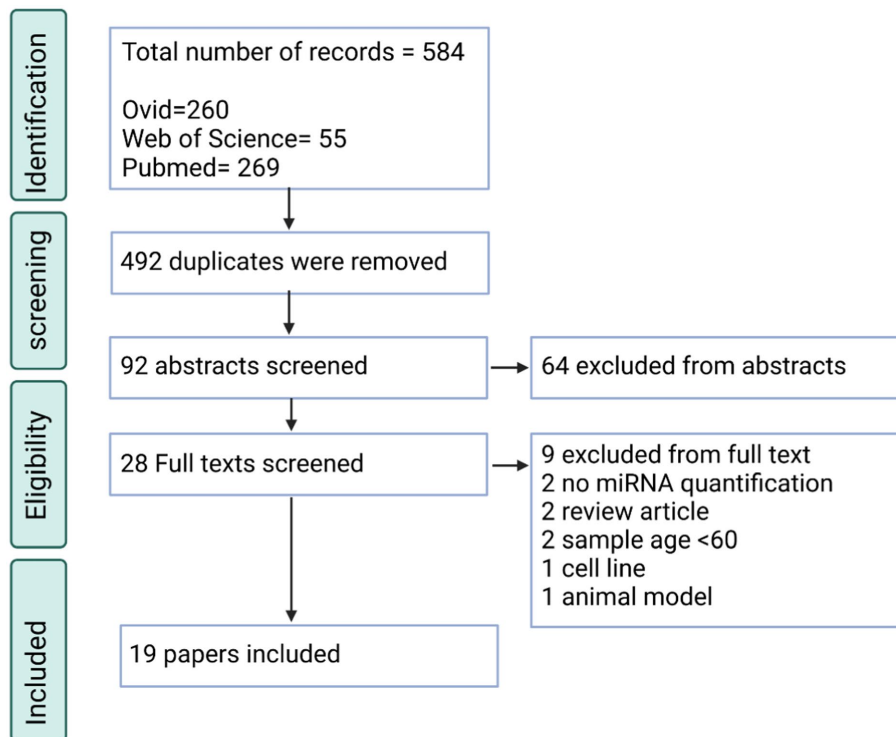 Identification
Total number of records = 584
Ovid=260
Web of Science= 55
Pubmed= 269
screening
492 duplicates were removed
92 abstracts screened
64 excluded from abstracts
Eligibility
28 Full texts screened
9 excluded from full text
2 no miRNA quantification
2 review article
2 sample age <60
1 cell line
1 animal model
Included
19 papers included